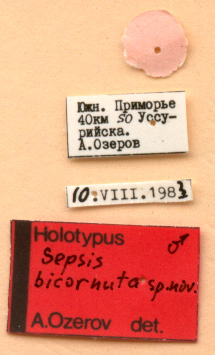 Южн. Приморье
40км SO Уссу-
рийска.
А.Озеров
10.VIII.1983
Holotypus ♂
Sepsis
bicornuta sp.nov.
A.Ozerov det.